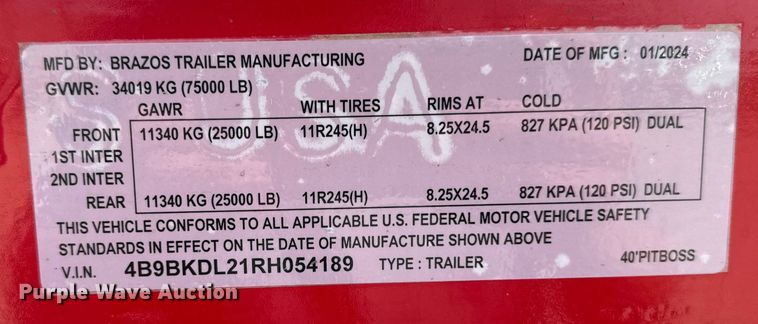 MFD BY: BRAZOS TRAILER MANUFACTURING DATE OF MFG : 01/2024
GVWR: 34019 KG (75000 LB)
GAWR WITH TIRES RIMS AT COLD
FRONT 11340 KG (25000 LB) 11R245(H) 8.25X24.5 827 KPA (120 PSI) DUAL
1ST INTER
2ND INTER
REAR 11340 KG (25000 LB) 11R245(H) 8.25X24.5 827 KPA (120 PSI) DUAL
THIS VEHICLE CONFORMS TO ALL APPLICABLE U.S. FEDERAL MOTOR VEHICLE SAFETY
STANDARDS IN EFFECT ON THE DATE OF MANUFACTURE SHOWN ABOVE
V.I.N. 4B9BKDL21RH054189 TYPE : TRAILER 40'PITBOSS
S USA
Purple Wave Auction